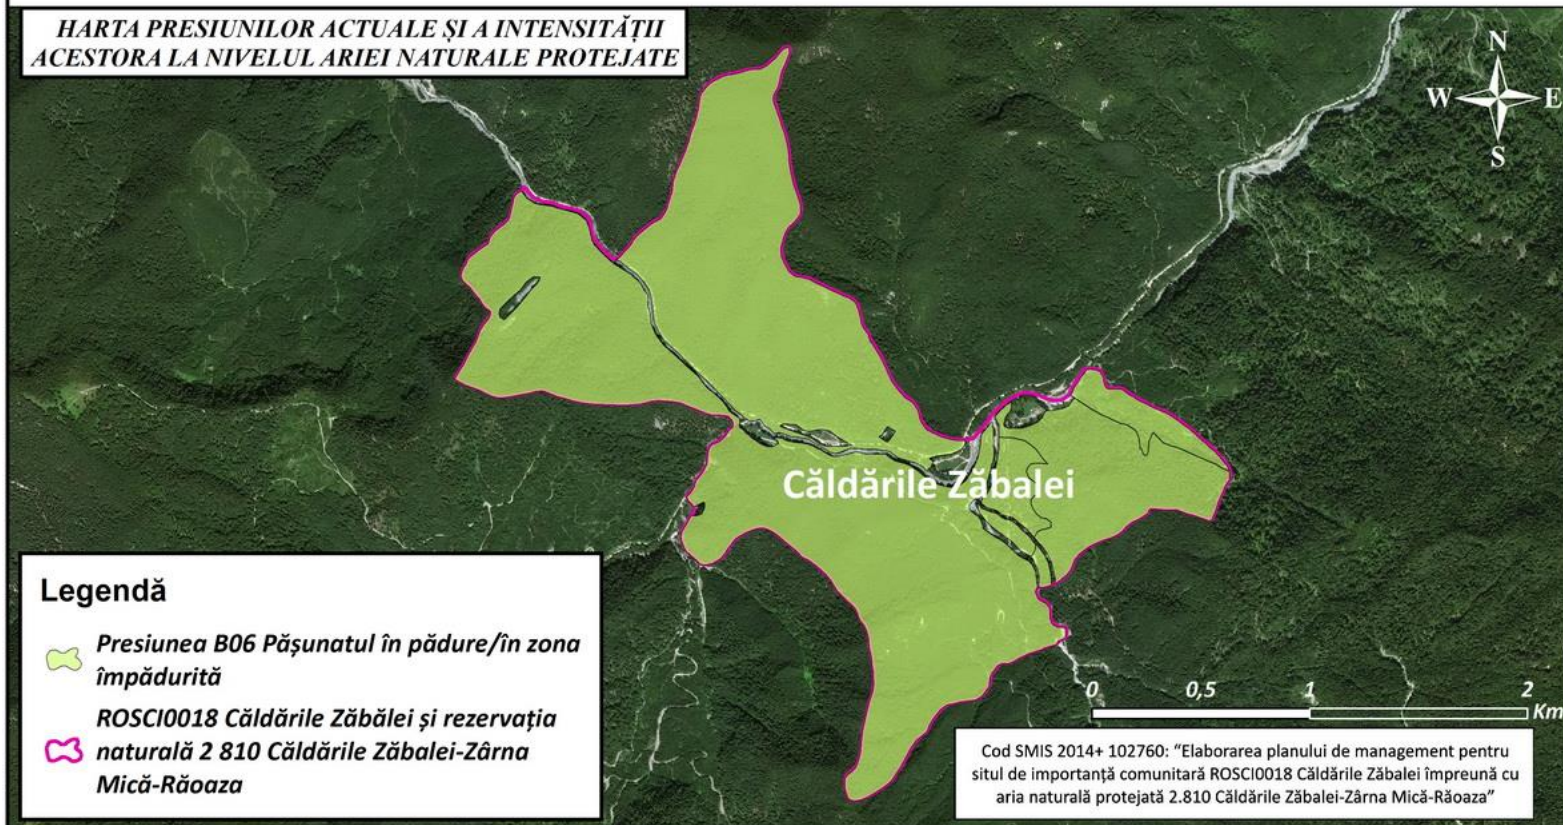 HARTA PRESIUNILOR ACTUALE ȘI A INTENSITĂȚII
ACESTORA LA NIVELUL ARIEI NATURALE PROTEJATE
N
W
E
S
Căldările Zăbalei
Legendă
Presiunea B06 Pășunatul în pădure/în zona
împădurită
ROSCI0018 Căldările Zăbălei și rezervația
naturală 2 810 Căldările Zăbalei-Zârna
Mică-Răoaza
0 0,5 1 2
Km
Cod SMIS 2014+ 102760: “Elaborarea planului de management pentru
situl de importanță comunitară ROSCI0018 Căldările Zăbalei împreună cu
aria naturală protejată 2.810 Căldările Zăbalei-Zârna Mică-Răoaza”